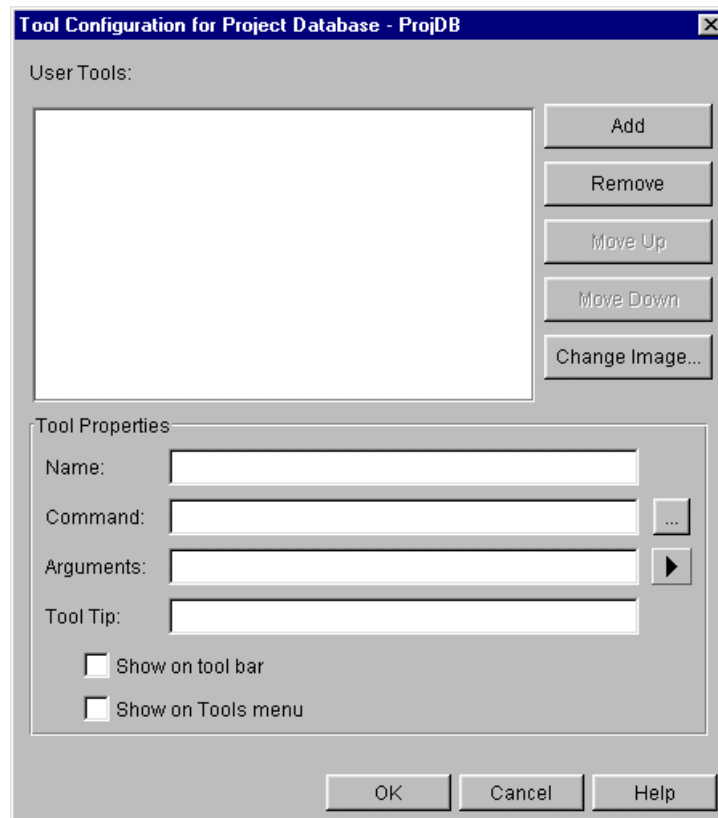 Tool Configuration for Project Database - ProjDB
User Tools:
Add
Remove
Move Up
Move Down
Change Image...
Tool Properties
Name:
Command:
...
Arguments:
Tool Tip:
Show on tool bar
Show on Tools menu
OK
Cancel
Help